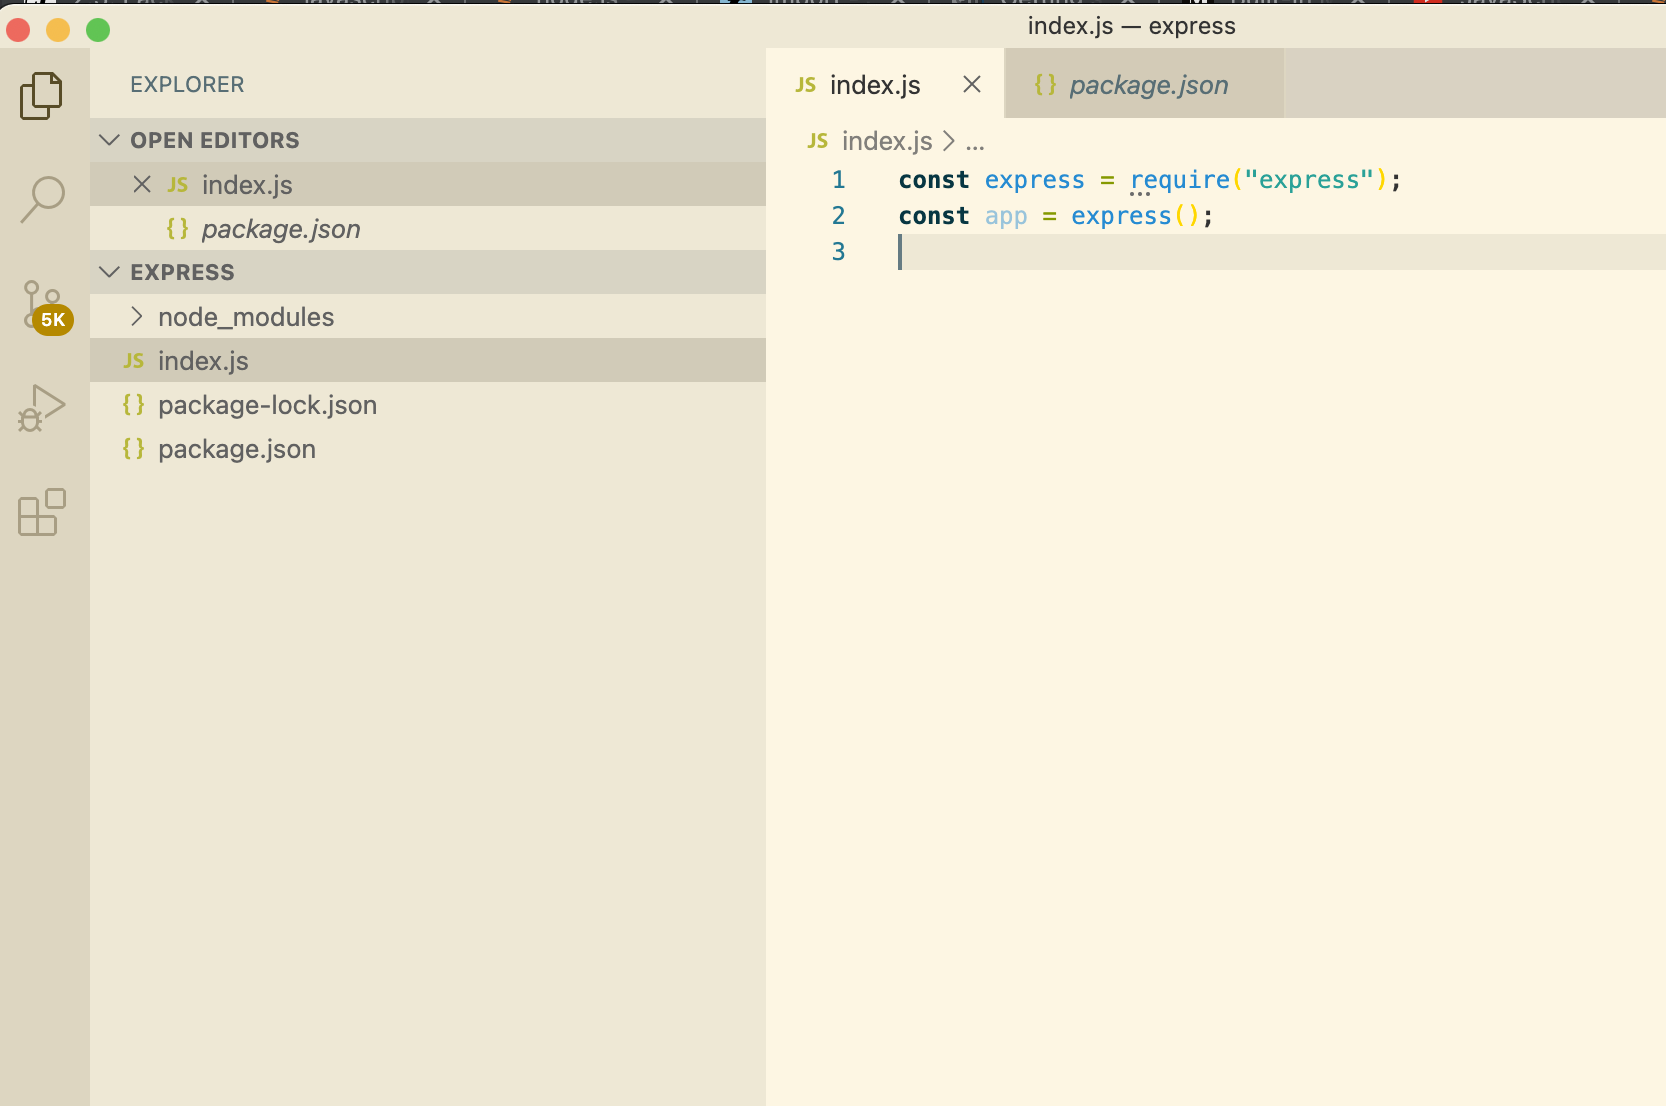 index.js — express
EXPLORER
OPEN EDITORS
JS index.js
{} package.json
EXPRESS
node_modules
JS index.js
{} package-lock.json
{} package.json
5K
JS index.js
{} package.json
JS index.js > ...
1 const express = require("express");
2 const app = express();
3